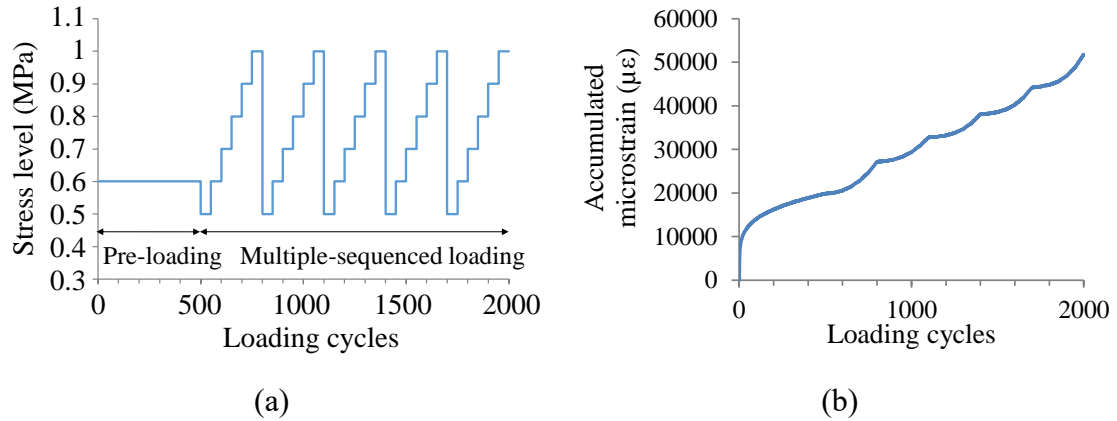 Stress level (MPa)
1.1
1
0.9
0.8
0.7
0.6
0.5
0.4
0.3
Pre-loading
Multiple-sequenced loading
0
500
1000
1500
2000
Loading cycles
(a)
Accumulated
microstrain (με)
60000
50000
40000
30000
20000
10000
0
0
1000
2000
Loading cycles
(b)